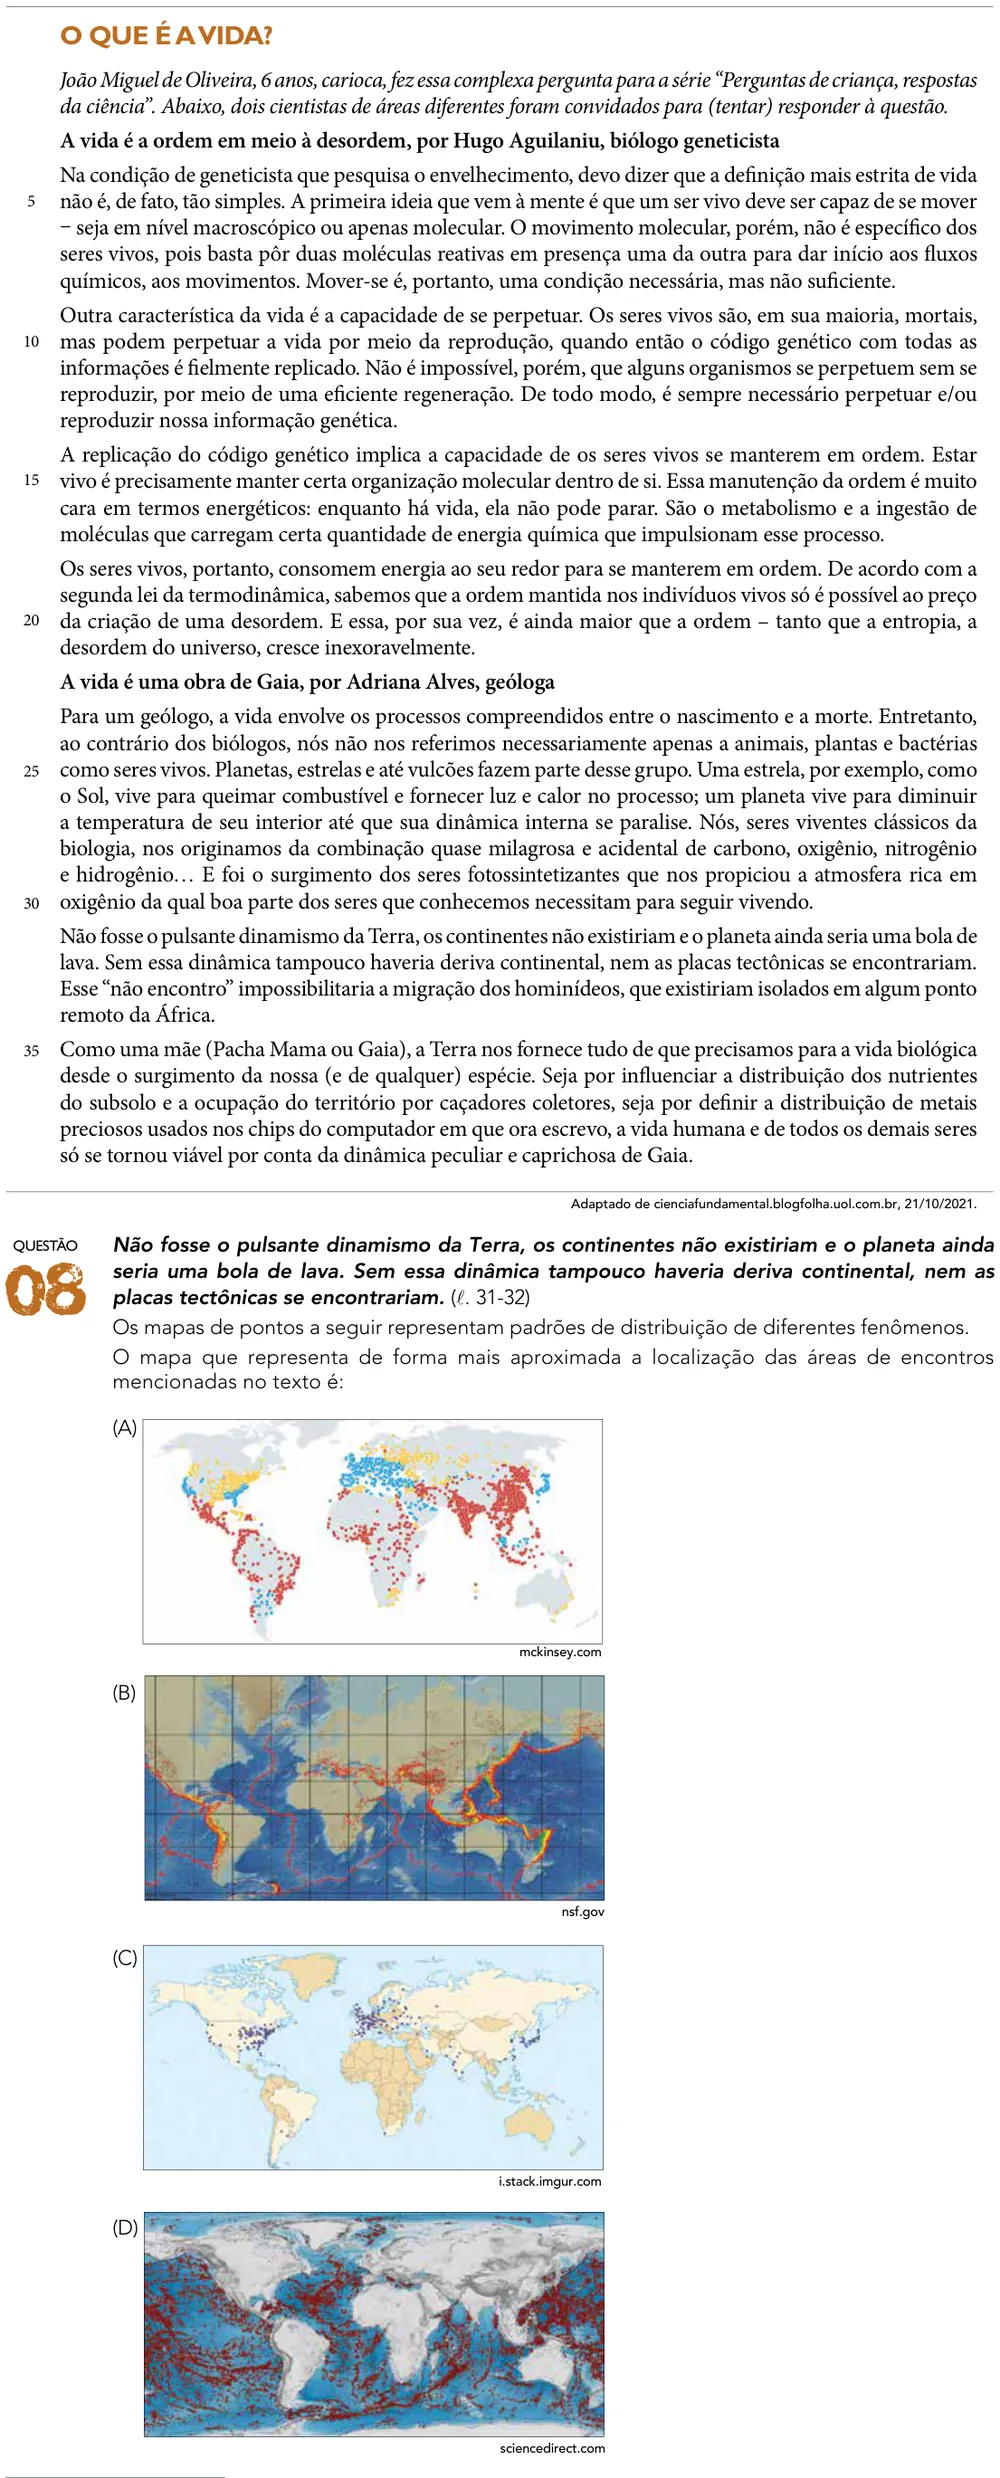 O QUE É A VIDA?
João Miguel de Oliveira, 6 anos, carioca, fez essa complexa pergunta para a série “Perguntas de criança, respostas
da ciência”. Abaixo, dois cientistas de áreas diferentes foram convidados para (tentar) responder à questão.
A vida é a ordem em meio à desordem, por Hugo Aguilaniu, biólogo geneticista
Na condição de geneticista que pesquisa o envelhecimento, devo dizer que a definição mais estrita de vida
5 não é, de fato, tão simples. A primeira ideia que vem à mente é que um ser vivo deve ser capaz de se mover
– seja em nível macroscópico ou apenas molecular. O movimento molecular, porém, não é específico dos
seres vivos, pois basta pôr duas moléculas reativas em presença uma da outra para dar início aos fluxos
químicos, aos movimentos. Mover-se é, portanto, uma condição necessária, mas não suficiente.
Outra característica da vida é a capacidade de se perpetuar. Os seres vivos são, em sua maioria, mortais,
10 mas podem perpetuar a vida por meio da reprodução, quando então o código genético com todas as
informações é fielmente replicado. Não é impossível, porém, que alguns organismos se perpetuem sem se
reproduzir, por meio de uma eficiente regeneração. De todo modo, é sempre necessário perpetuar e/ou
reproduzir nossa informação genética.
A replicação do código genético implica a capacidade de os seres vivos se manterem em ordem. Estar
15 vivo é precisamente manter certa organização molecular dentro de si. Essa manutenção da ordem é muito
cara em termos energéticos: enquanto há vida, ela não pode parar. São o metabolismo e a ingestão de
moléculas que carregam certa quantidade de energia química que impulsionam esse processo.
Os seres vivos, portanto, consomem energia ao seu redor para se manterem em ordem. De acordo com a
segunda lei da termodinâmica, sabemos que a ordem mantida nos indivíduos vivos só é possível ao preço
20 da criação de uma desordem. E essa, por sua vez, é ainda maior que a ordem – tanto que a entropia, a
desordem do universo, cresce inexoravelmente.
A vida é uma obra de Gaia, por Adriana Alves, geóloga
Para um geólogo, a vida envolve os processos compreendidos entre o nascimento e a morte. Entretanto,
ao contrário dos biólogos, nós não nos referimos necessariamente apenas a animais, plantas e bactérias
25 como seres vivos. Planetas, estrelas e até vulcões fazem parte desse grupo. Uma estrela, por exemplo, como
o Sol, vive para queimar combustível e fornecer luz e calor no processo; um planeta vive para diminuir
a temperatura de seu interior até que sua dinâmica interna se paralise. Nós, seres viventes clássicos da
biologia, nos originamos da combinação quase milagrosa e acidental de carbono, oxigênio, nitrogênio
e hidrogênio… E foi o surgimento dos seres fotossintetizantes que nos propiciou a atmosfera rica em
30 oxigênio da qual boa parte dos seres que conhecemos necessitam para seguir vivendo.
Não fosse o pulsante dinamismo da Terra, os continentes não existiriam e o planeta ainda seria uma bola de
lava. Sem essa dinâmica tampouco haveria deriva continental, nem as placas tectônicas se encontrariam.
Esse “não encontro” impossibilitaria a migração dos hominídeos, que existiriam isolados em algum ponto
remoto da África.
35 Como uma mãe (Pacha Mama ou Gaia), a Terra nos fornece tudo de que precisamos para a vida biológica
desde o surgimento da nossa (e de qualquer) espécie. Seja por influenciar a distribuição dos nutrientes
do subsolo e a ocupação do território por caçadores coletores, seja por definir a distribuição de metais
preciosos usados nos chips do computador em que ora escrevo, a vida humana e de todos os demais seres
só se tornou viável por conta da dinâmica peculiar e caprichosa de Gaia.
Adaptado de cienciafundamental.blogfolha.uol.com.br, 21/10/2021.
QUESTÃO
08
Não fosse o pulsante dinamismo da Terra, os continentes não existiriam e o planeta ainda
seria uma bola de lava. Sem essa dinâmica tampouco haveria deriva continental, nem as
placas tectônicas se encontrariam. (ℓ. 31-32)
Os mapas de pontos a seguir representam padrões de distribuição de diferentes fenômenos.
O mapa que representa de forma mais aproximada a localização das áreas de encontros
mencionadas no texto é:
(A)
mckinsey.com
(B)
nsf.gov
(C)
i.stack.imgur.com
(D)
sciencedirect.com